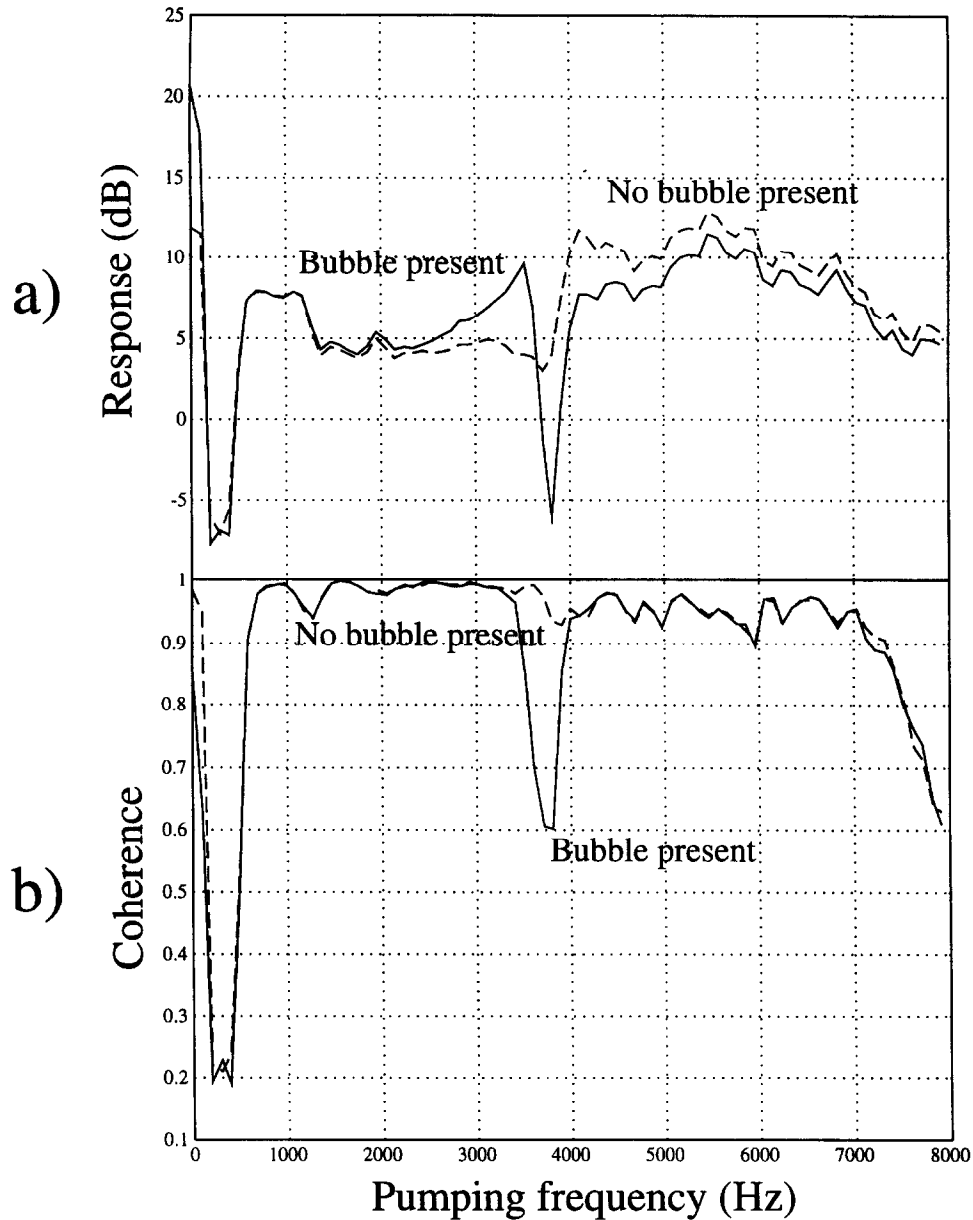 a)
Response (dB)
25
20
15
10
5
0
-5
No bubble present
Bubble present
b)
Coherence
1
0.9
0.8
0.7
0.6
0.5
0.4
0.3
0.2
0.1
No bubble present
Bubble present
0 1000 2000 3000 4000 5000 6000 7000 8000
Pumping frequency (Hz)